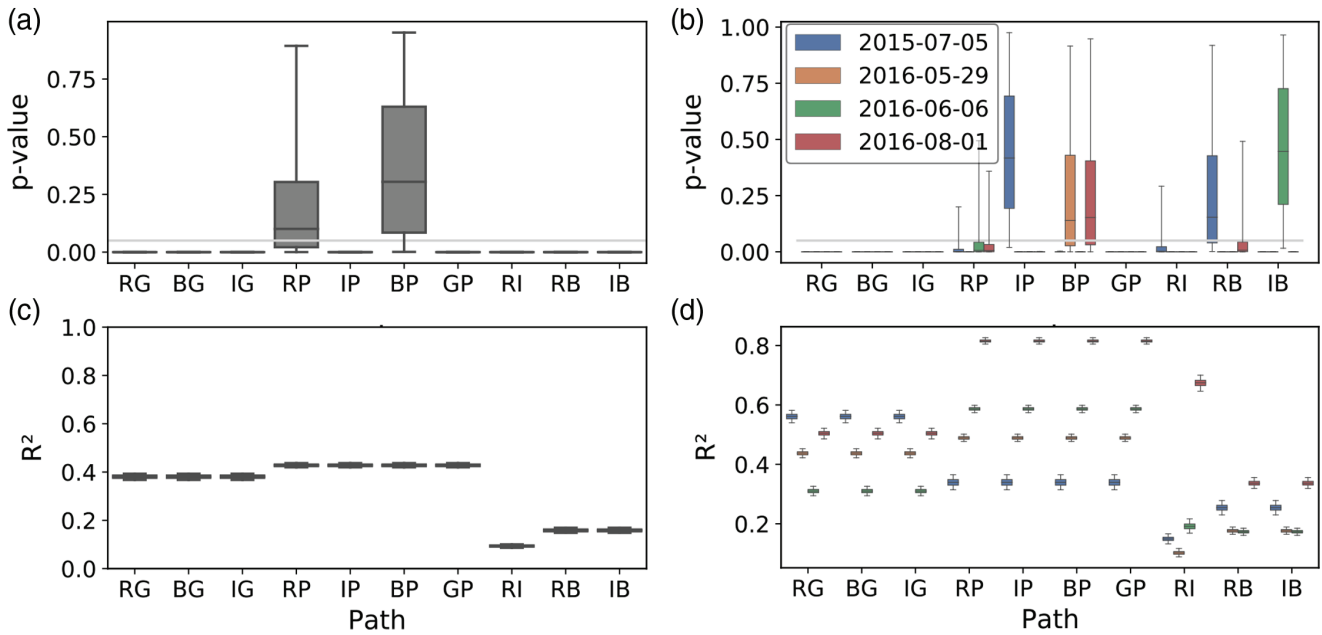 (a)
p-value
0.75
0.50
0.25
0.00
RG BG IG RP IP BP GP RI RB IB
(b)
p-value
1.00
0.75
0.50
0.25
0.00
2015-07-05
2016-05-29
2016-06-06
2016-08-01
RG BG IG RP IP BP GP RI RB IB
(c)
R²
1.0
0.8
0.6
0.4
0.2
0.0
RG BG IG RP IP BP GP RI RB IB
Path
(d)
R²
0.8
0.6
0.4
0.2
RG BG IG RP IP BP GP RI RB IB
Path